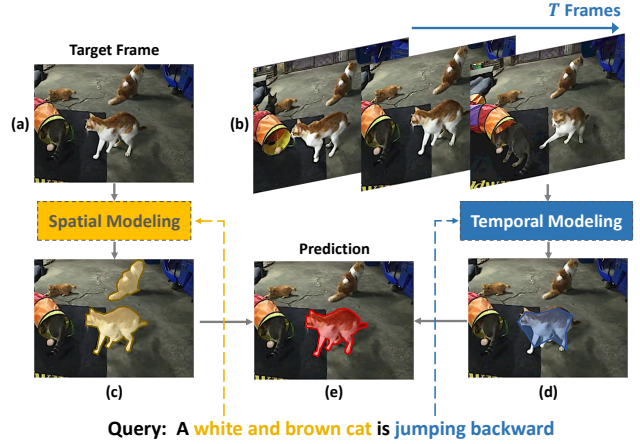 T Frames
Target Frame
(a)
(b)
Spatial Modeling
Temporal Modeling
Prediction
(c)
(e)
(d)
Query: A white and brown cat is jumping backward